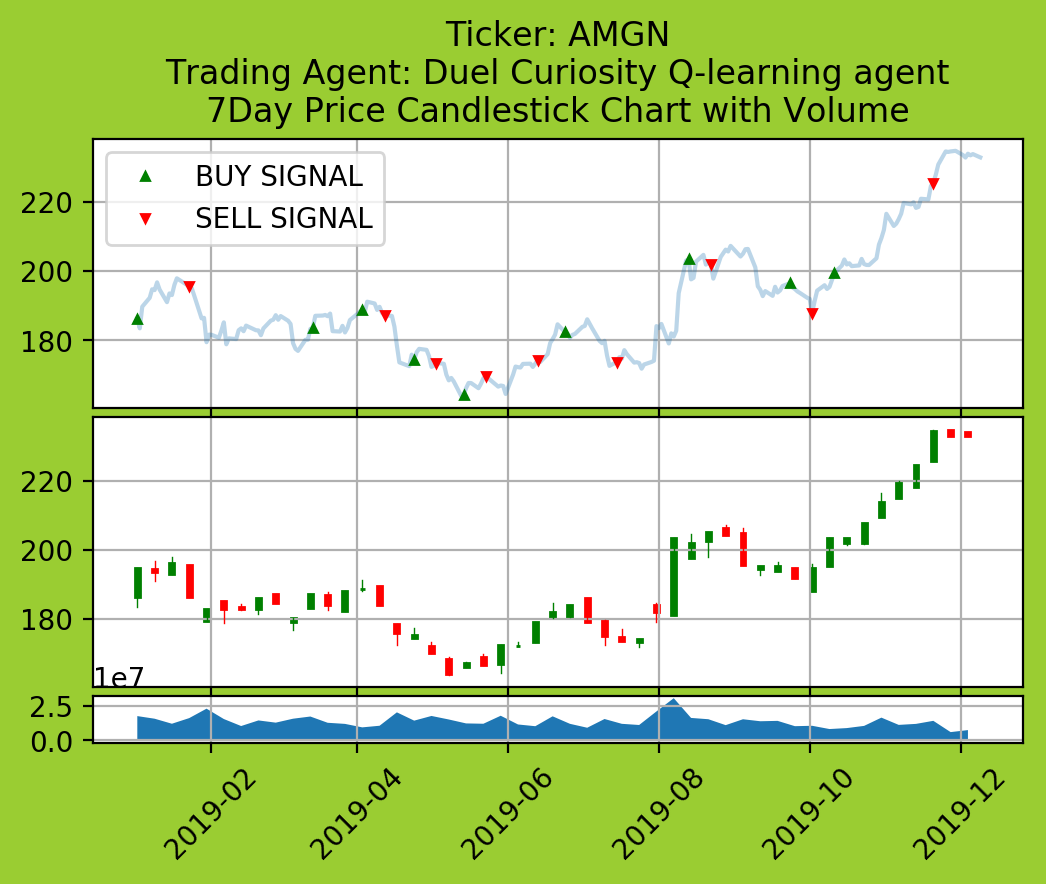 Ticker: AMGN
Trading Agent: Duel Curiosity Q-learning agent
7Day Price Candlestick Chart with Volume
BUY SIGNAL
SELL SIGNAL
220
200
180
220
200
180
1e7
2.5
0.0
2019-02 2019-04 2019-06 2019-08 2019-10 2019-12